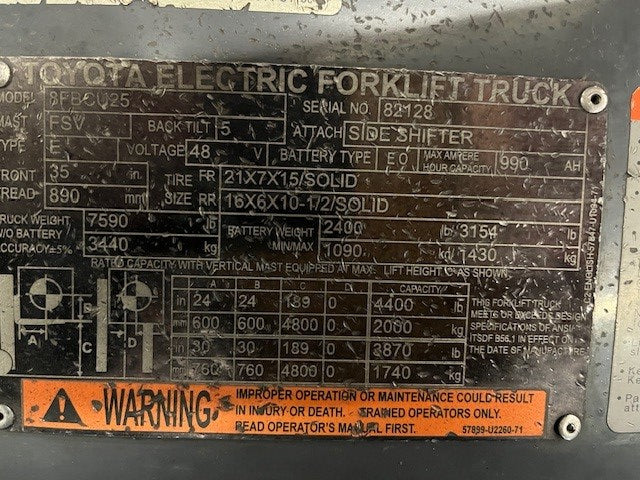 TOYOTA ELECTRIC FORKLIFT TRUCK
MODEL 8FBCU25 SERIAL NO. 82128
MAST FSV BACK TILT 5 ATTACH SIDE SHIFTER
TYPE E VOLTAGE 48 V BATTERY TYPE EO MAX AMPERE HOUR CAPACITY 990 AH
FRONT 35 in TIRE FR 21X7X15/SOLID
TREAD 890 mm SIZE RR 16X6X10-1/2/SOLID
TRUCK WEIGHT 7590 lb BATTERY WEIGHT 2400 lb 3154 lb
W/O BATTERY
ACCURACY±5% 3440 kg MIN/MAX 1090 kg 1430 kg
RATED CAPACITY WITH VERTICAL MAST EQUIPPED AT MAX. LIFT HEIGHT CF AS SHOWN.
A B C D CAPACITY
in 24 24 189 0 4400 lb
mm 600 600 4800 0 2000 kg
in 30 30 189 0 3870 lb
mm 760 760 4800 0 1740 kg
A B C D
THIS FORKLIFT TRUCK
MEETS OR EXCEEDS DESIGN
SPECIFICATIONS OF ANSI/
ITSDF B56.1 IN EFFECT ON
THE DATE OF MANUFACTURE
WARNING
IMPROPER OPERATION OR MAINTENANCE COULD RESULT
IN INJURY OR DEATH. TRAINED OPERATORS ONLY.
READ OPERATOR'S MANUAL FIRST.
57899-U2260-71